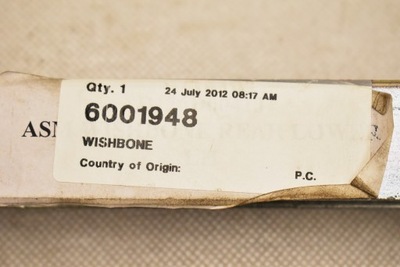 Qty. 1 24 July 2012 08:17 AM
6001948
WISHBONE
Country of Origin:
P.C.